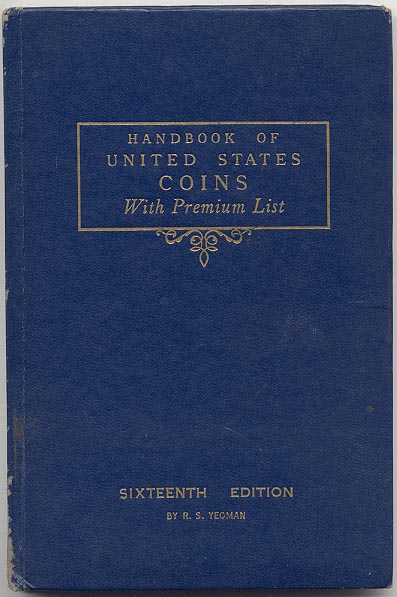 HANDBOOK OF
UNITED STATES
COINS
With Premium List
SIXTEENTH EDITION
BY R. S. YEOMAN